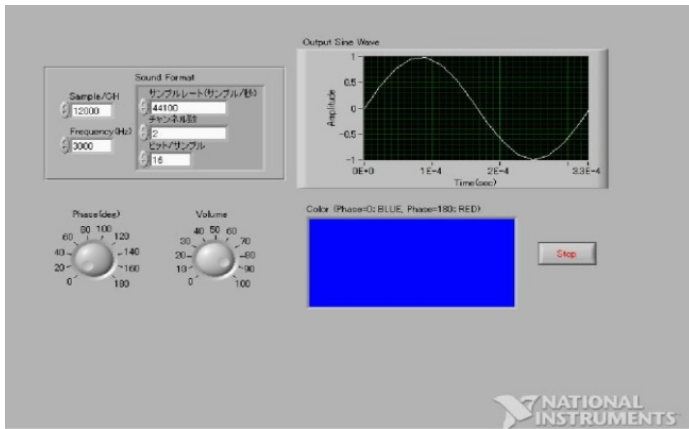 Output Sine Wave
Sound Format
Sample/CH
12000
Frequency(Hz)
3000
サンプルレート(サンプル/秒)
44100
チャンネル数
2
ビット/サンプル
16
Amplitude
1
0.5
0
-0.5
-1
0E+0 1E-4 2E-4 3.3E-4
Time(sec)
Phase(deg)
0 20 40 60 80 100 120 140 160 180
Volume
0 10 20 30 40 50 60 70 80 90 100
Color (Phase=0: BLUE, Phase=180: RED)
Stop
NATIONAL
INSTRUMENTS